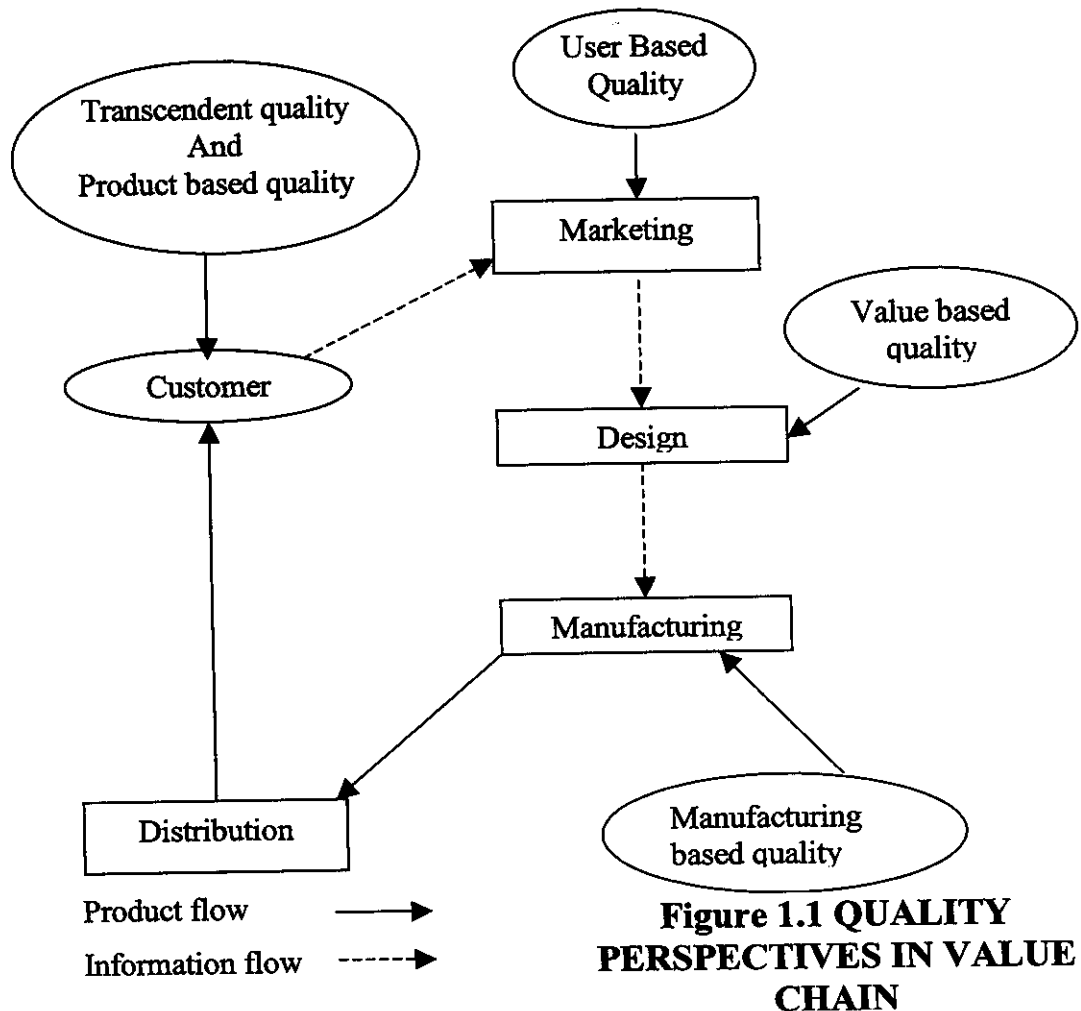 User Based
Quality
Transcendent quality
And
Product based quality
Marketing
Value based
quality
Customer
Design
Manufacturing
Distribution
Manufacturing
based quality
Product flow
Information flow
Figure 1.1 QUALITY
PERSPECTIVES IN VALUE
CHAIN